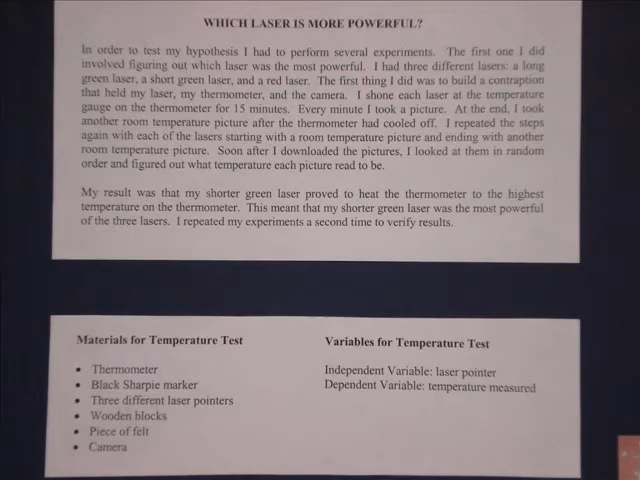 WHICH LASER IS MORE POWERFUL?
In order to test my hypothesis I had to perform several experiments. The first one I did
involved figuring out which laser was the most powerful. I had three different lasers: a long
green laser, a short green laser, and a red laser. The first thing I did was to build a contraption
that held my laser, my thermometer, and the camera. I shone each laser at the temperature
gauge on the thermometer for 15 minutes. Every minute I took a picture. At the end, I took
another room temperature picture after the thermometer had cooled off. I repeated the steps
again with each of the lasers starting with a room temperature picture and ending with another
room temperature picture. Soon after I downloaded the pictures, I looked at them in random
order and figured out what temperature each picture read to be.
My result was that my shorter green laser proved to heat the thermometer to the highest
temperature on the thermometer. This meant that my shorter green laser was the most powerful
of the three lasers. I repeated my experiments a second time to verify results.
Materials for Temperature Test
• Thermometer
• Black Sharpie marker
• Three different laser pointers
• Wooden blocks
• Piece of felt
• Camera
Variables for Temperature Test
Independent Variable: laser pointer
Dependent Variable: temperature measured